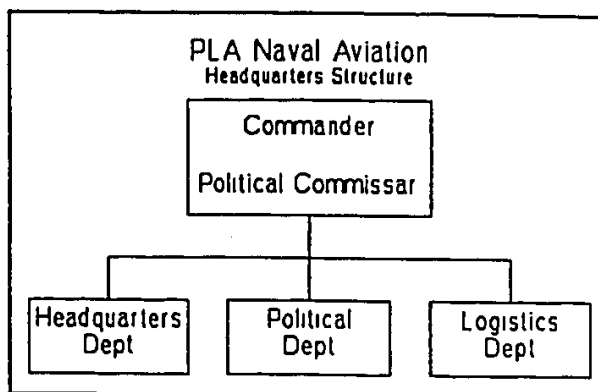 PLA Naval Aviation
Headquarters Structure
Commander
Political Commissar
Headquarters
Dept
Political
Dept
Logistics
Dept